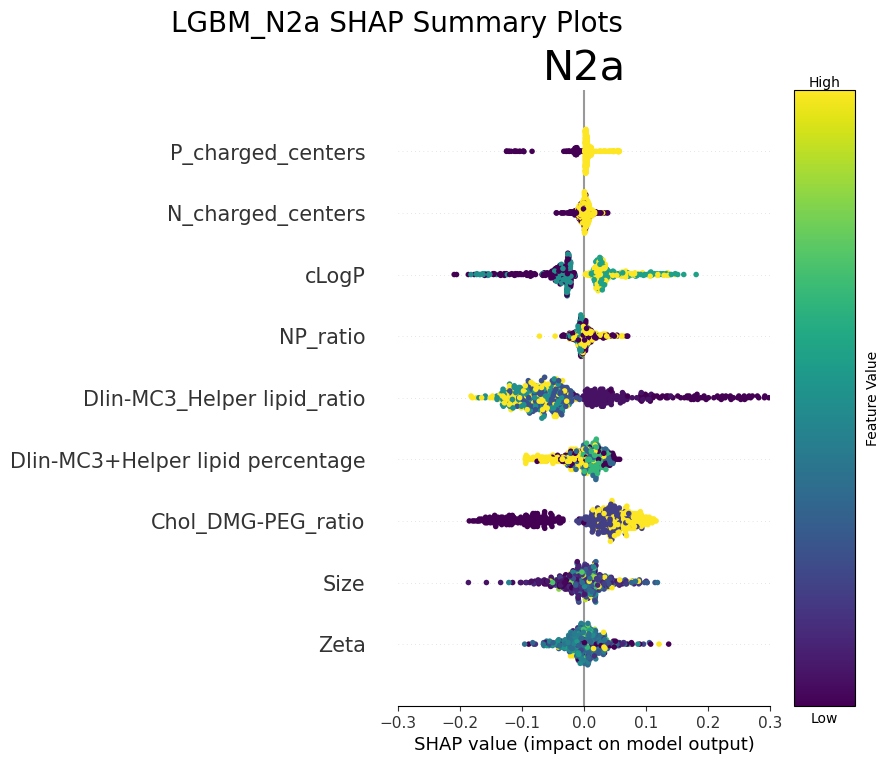 LGBM_N2a SHAP Summary Plots
N2a
High
P_charged_centers
N_charged_centers
cLogP
NP_ratio
Dlin-MC3_Helper lipid_ratio
Dlin-MC3+Helper lipid percentage
Chol_DMG-PEG_ratio
Size
Zeta
Feature Value
Low
−0.3 −0.2 −0.1 0.0 0.1 0.2 0.3
SHAP value (impact on model output)